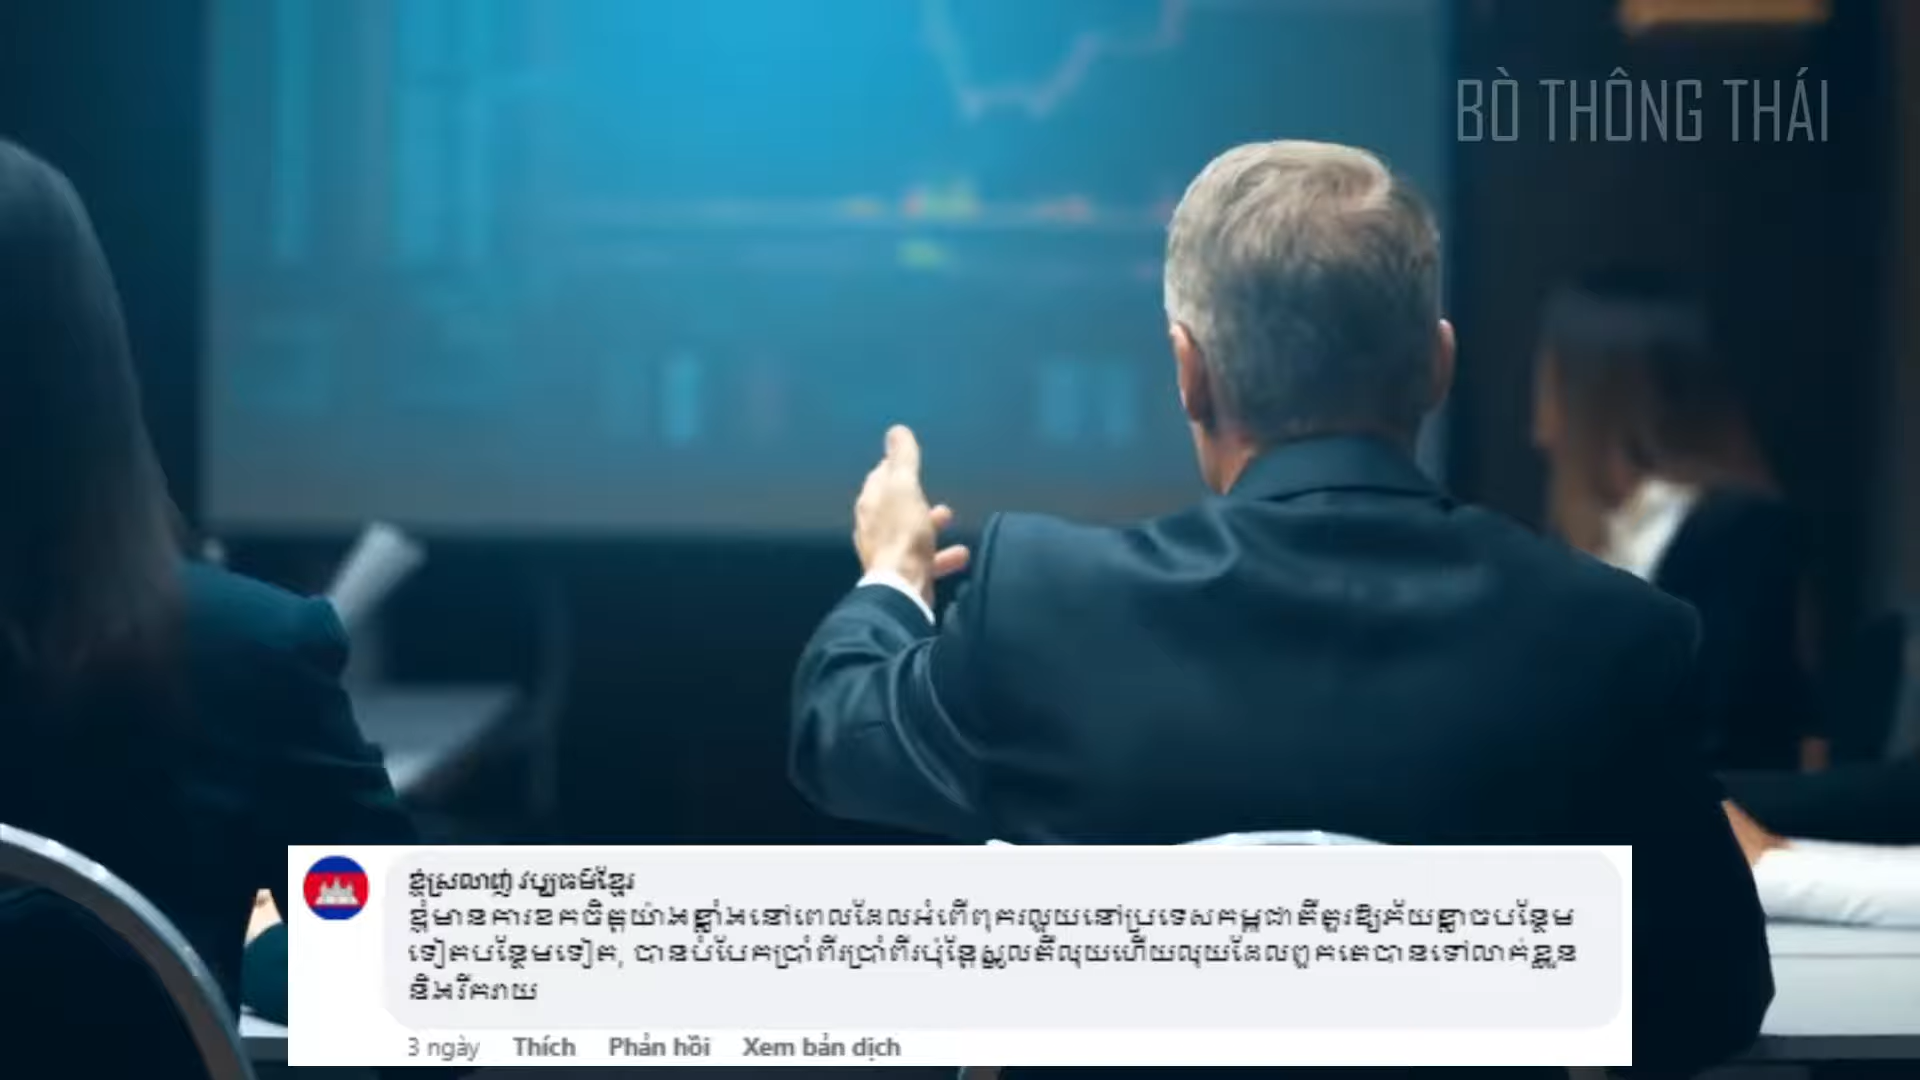 BÒ THÔNG THÁI
ខ្ញុំស្រលាញ់ វប្បធម៌ខ្មែរ
ខ្ញុំមានការខកចិត្តយ៉ាងខ្លាំងនៅពេលដែលអំពើពុករលួយនៅប្រទេសកម្ពុជាគឺគួរឱ្យភ័យខ្លាចបន្ថែម
ទៀតបន្ថែមទៀត, បានបំបែកប្រាំពីរប្រាំពីរប៉ុន្តែស្នូលគឺលុយហើយលុយដែលពួកគេបានទៅលាក់ខ្លួន
និងរីករាយ
3 ngày Thích Phản hồi Xem bản dịch